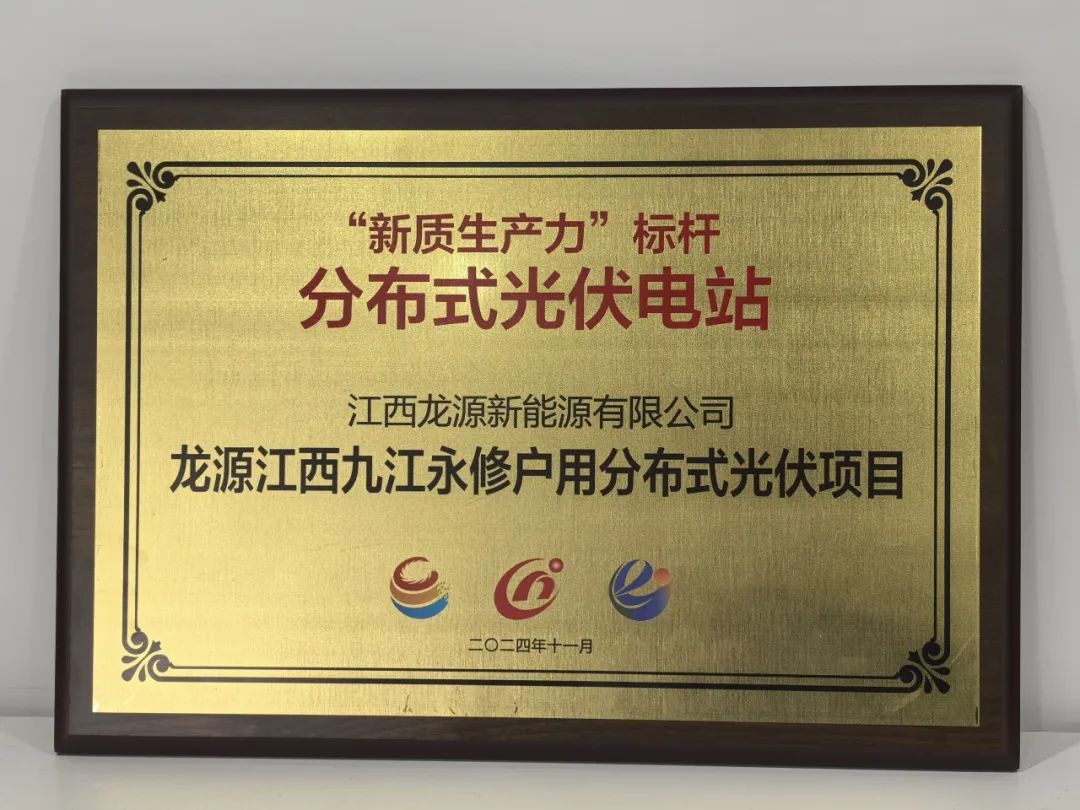 “新质生产力”标杆
分布式光伏电站
江西龙源新能源有限公司
龙源江西九江永修户用分布式光伏项目
二〇二四年十一月